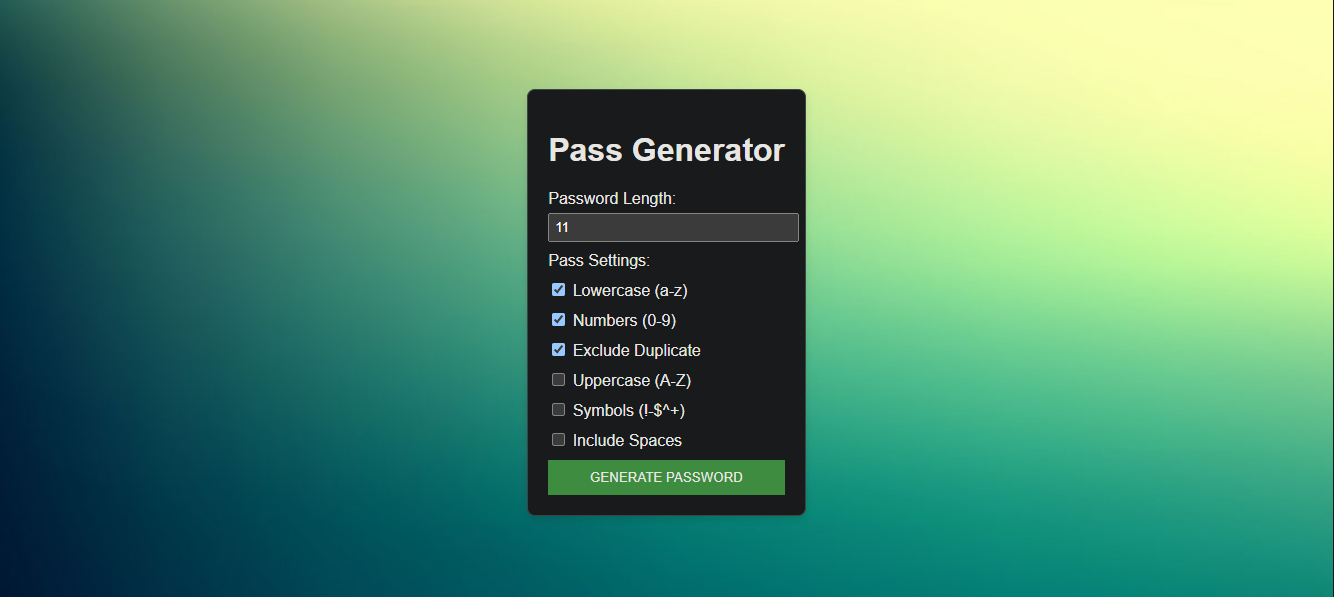 Pass Generator
Password Length:
11
Pass Settings:
Lowercase (a-z)
Numbers (0-9)
Exclude Duplicate
Uppercase (A-Z)
Symbols (!-$^+)
Include Spaces
GENERATE PASSWORD